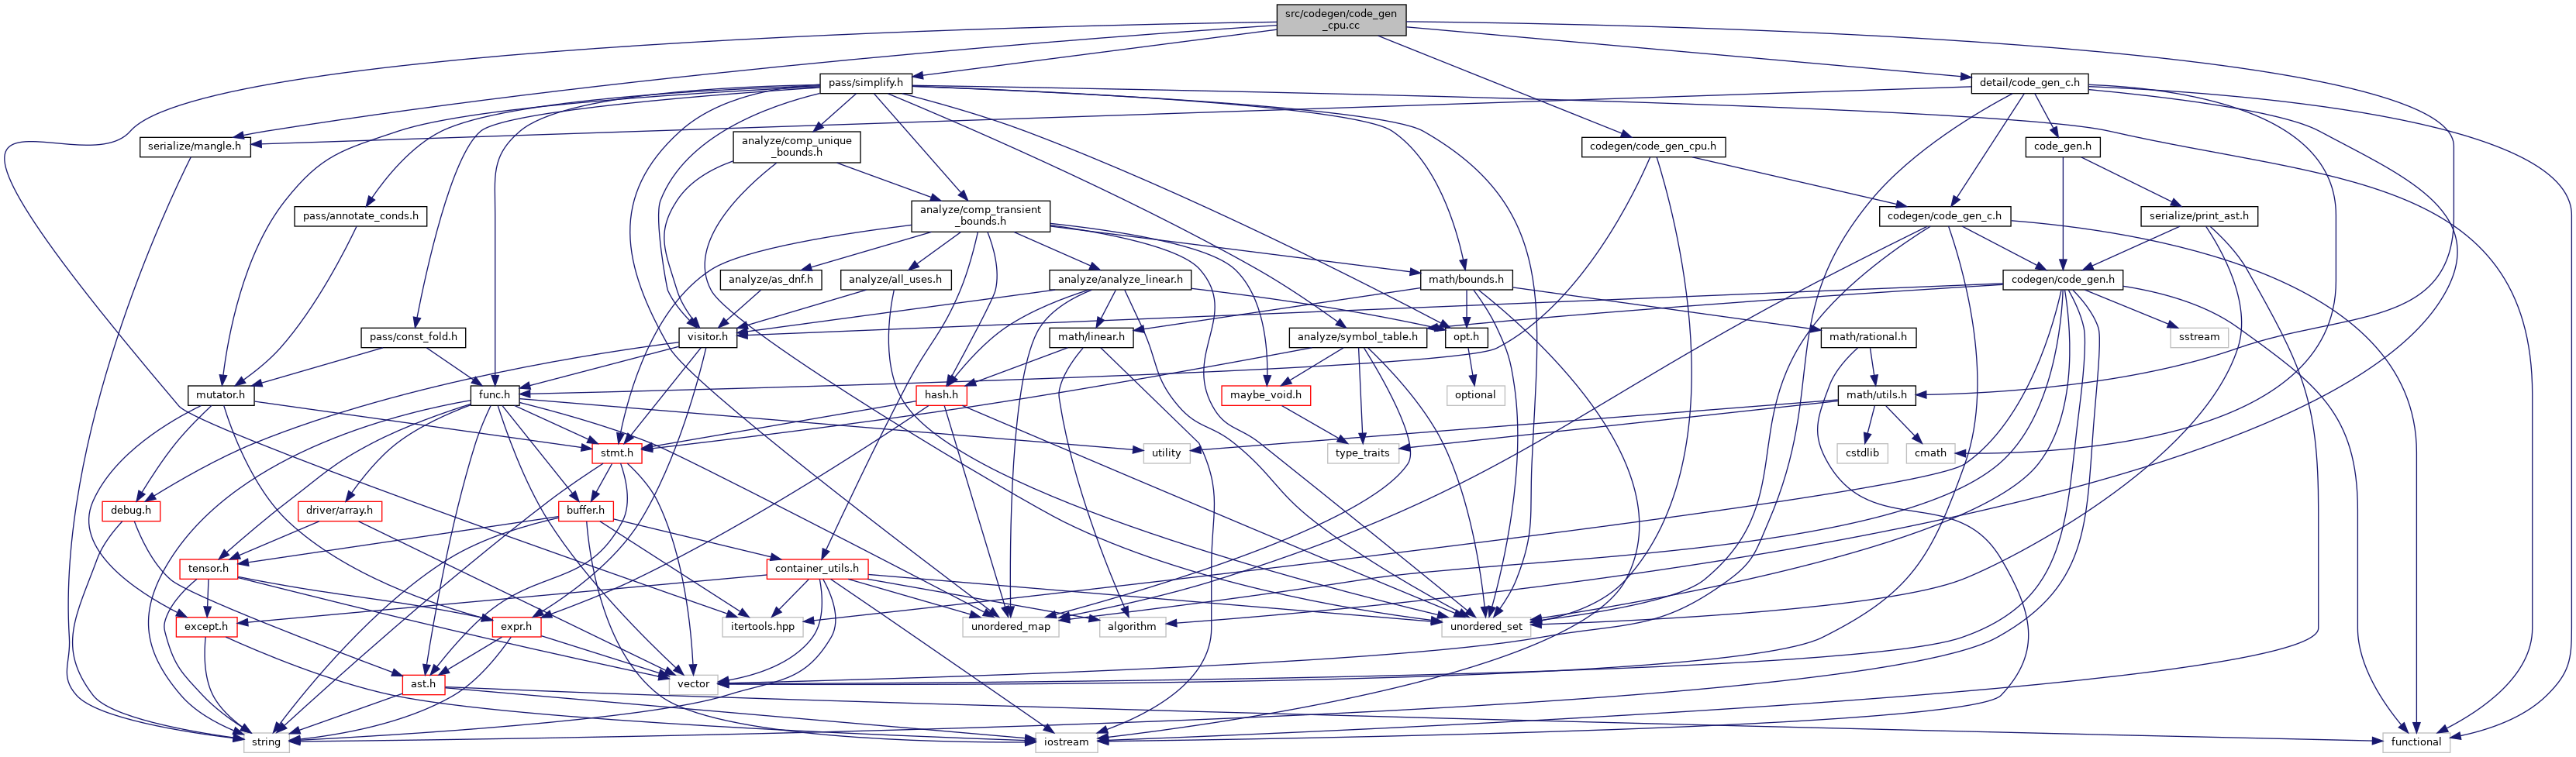 src/codegen/code_gen
_cpu.cc
pass/simplify.h
detail/code_gen_c.h
serialize/mangle.h
analyze/comp_unique
_bounds.h
codegen/code_gen_cpu.h
code_gen.h
pass/annotate_conds.h
analyze/comp_transient
_bounds.h
codegen/code_gen_c.h
serialize/print_ast.h
analyze/as_dnf.h
analyze/all_uses.h
analyze/analyze_linear.h
math/bounds.h
codegen/code_gen.h
pass/const_fold.h
visitor.h
math/linear.h
analyze/symbol_table.h
opt.h
math/rational.h
sstream
mutator.h
func.h
hash.h
maybe_void.h
optional
math/utils.h
stmt.h
utility
type_traits
cstdlib
cmath
debug.h
driver/array.h
buffer.h
tensor.h
container_utils.h
except.h
expr.h
itertools.hpp
unordered_map
algorithm
unordered_set
ast.h
vector
string
iostream
functional